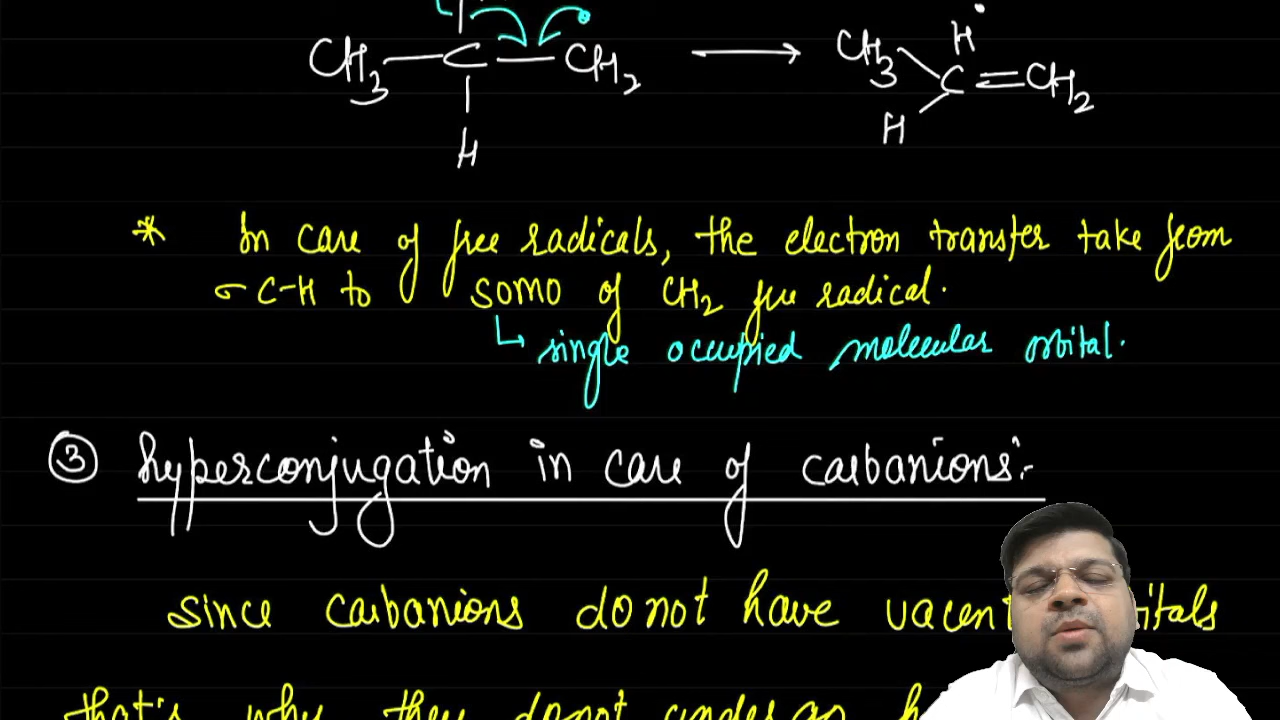 CH3—C—CH2 → CH3 H•
C=CH2
H
H
* In case of free radicals, the electron transfer take from
σ C-H to SOMO of CH2 free radical.
↳ single occupied molecular orbital.
③ Hyperconjugation in case of carbanions:-
Since carbanions do not have vacent
that's why they donot undergo